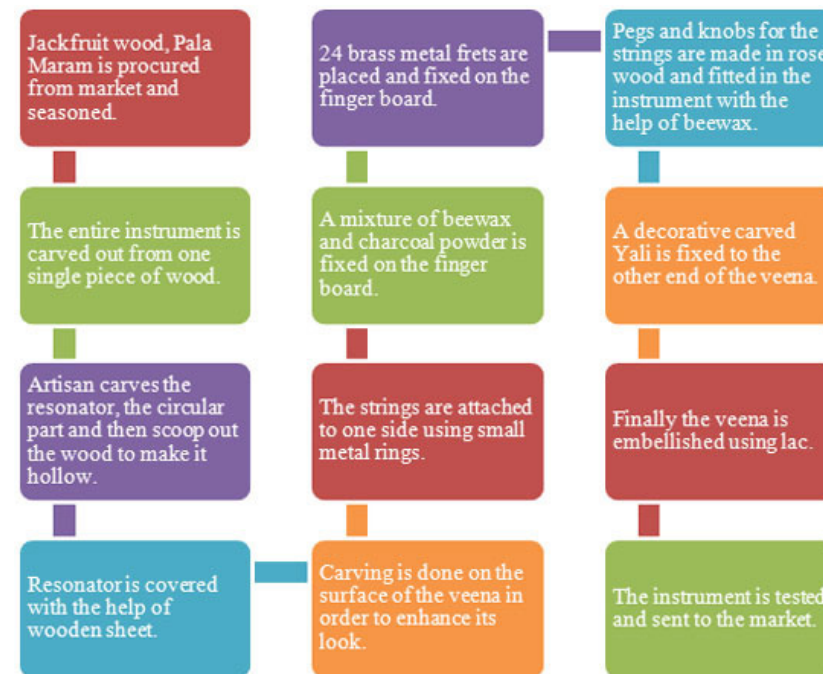 Jackfruit wood, Pala
Maram is procured
from market and
seasoned.
The entire instrument is
carved out from one
single piece of wood.
Artisan carves the
resonator, the circular
part and then scoop out
the wood to make it
hollow.
Resonator is covered
with the help of
wooden sheet.
Carving is done on the
surface of the veena in
order to enhance its
look.
The strings are attached
to one side using small
metal rings.
A mixture of beewax
and charcoal powder is
fixed on the finger
board.
24 brass metal frets are
placed and fixed on the
finger board.
Pegs and knobs for the
strings are made in rose
wood and fitted in the
instrument with the
help of beewax.
A decorative carved
Yali is fixed to the
other end of the veena.
Finally the veena is
embellished using lac.
The instrument is tested
and sent to the market.